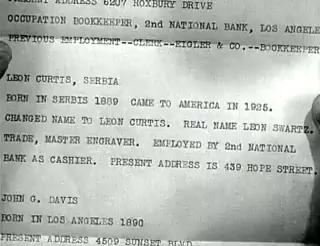 PRESENT ADDRESS 6207 ROXBURY DRIVE
OCCUPATION BOOKKEEPER, 2nd NATIONAL BANK, LOS ANGELE
PREVIOUS EMPLOYMENT--CLERK--EIGLER & CO.--BOOKKEEPER
LEON CURTIS, SERBIA
BORN IN SERBIS 1889 CAME TO AMERICA IN 1925.
CHANGED NAME TO LEON CURTIS. REAL NAME LEON SWARTZ.
TRADE, MASTER ENGRAVER. EMPLOYED BY 2nd NATIONAL
BANK AS CASHIER. PRESENT ADDRESS IS 439 HOPE STREET.
JOHN G. DAVIS
BORN IN LOS ANGELES 1890
PRESENT ADDRESS 4509 SUNSET BLVD